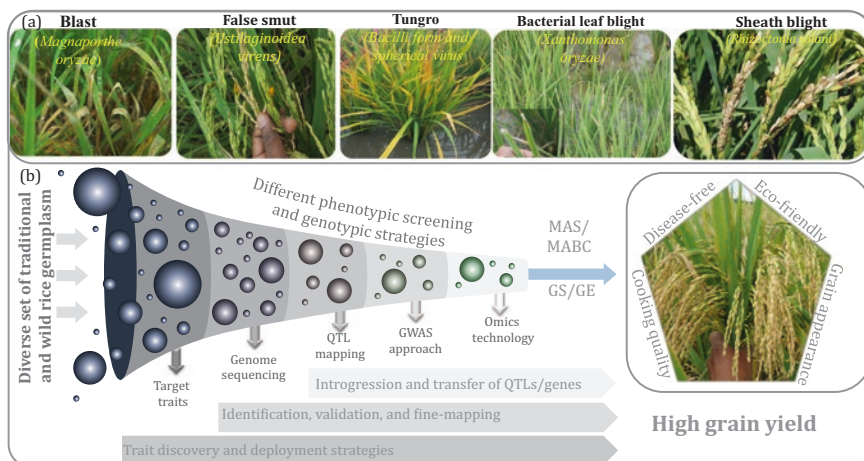 (a)
Blast
(Magnaporthe
oryzae)
False smut
(Ustilaginoidea
virens)
Tungro
(Bacilli form and
spherical virus
Bacterial leaf blight
(Xanthomonas
oryzae)
Sheath blight
(Rhizoctonia solani)
(b)
Diverse set of traditional
and wild rice germplasm
Different phenotypic screening
and genotypic strategies
Target
traits
Genome
sequencing
QTL
mapping
GWAS
approach
Omics
technology
MAS/
MABC
GS/GE
Disease-free
Eco-friendly
Cooking quality
Grain appearance
Introgression and transfer of QTLs/genes
Identification, validation, and fine-mapping
Trait discovery and deployment strategies
High grain yield